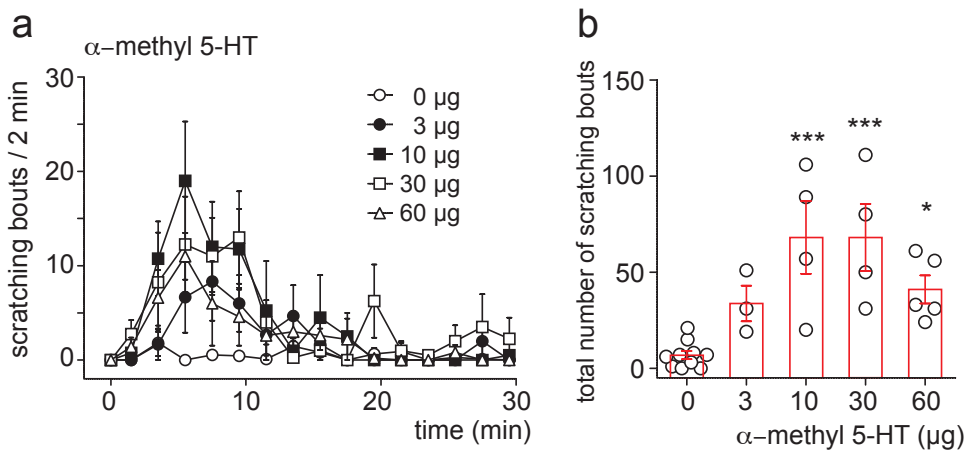 a
α–methyl 5-HT
scratching bouts / 2 min
30
20
10
0
0 µg
3 µg
10 µg
30 µg
60 µg
0
10
20
30
time (min)
b
total number of scratching bouts
150
100
50
0
***
***
*
0
3
10
30
60
α–methyl 5-HT (µg)